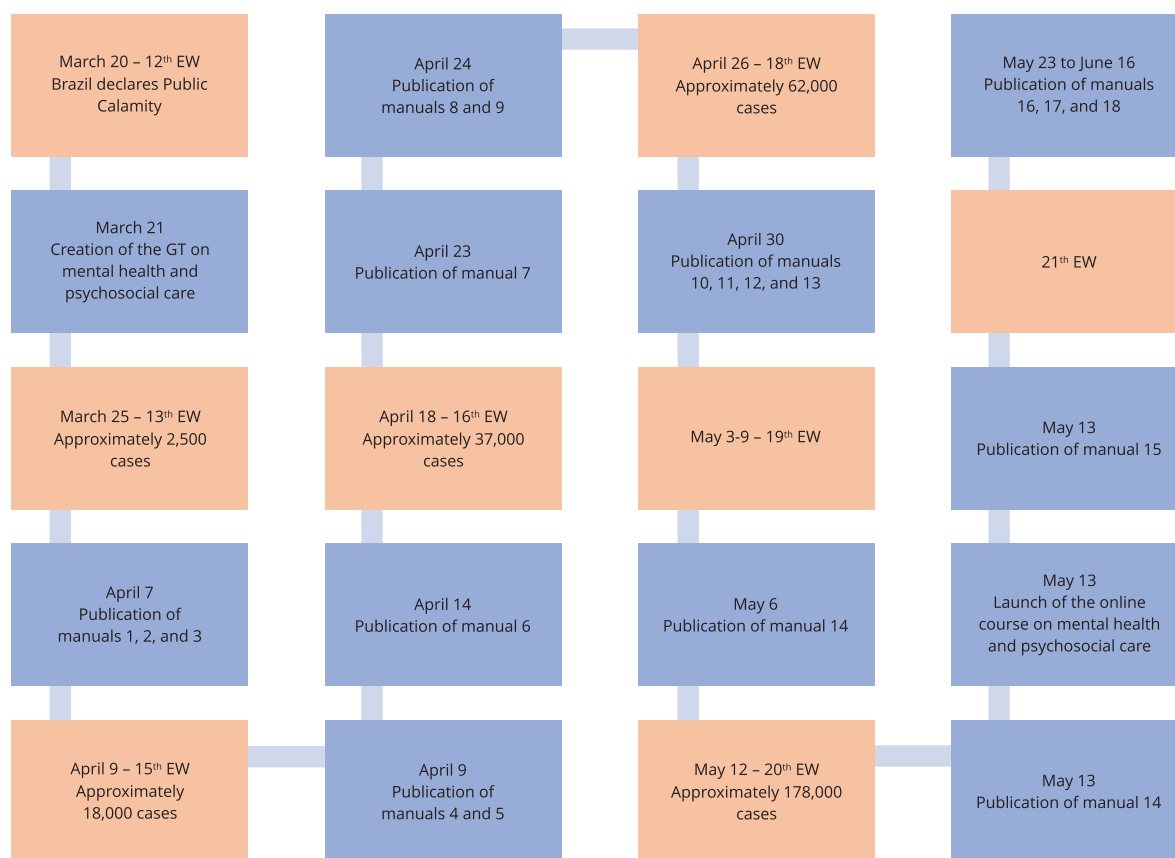 March 20 – 12th EW
Brazil declares Public
Calamity
March 21
Creation of the GT on
mental health and
psychosocial care
March 25 – 13th EW
Approximately 2,500
cases
April 7
Publication of
manuals 1, 2, and 3
April 9 – 15th EW
Approximately
18,000 cases
April 9
Publication of
manuals 4 and 5
April 14
Publication of manual 6
April 18 – 16th EW
Approximately 37,000
cases
April 23
Publication of manual 7
April 24
Publication of
manuals 8 and 9
April 26 – 18th EW
Approximately 62,000
cases
April 30
Publication of manuals
10, 11, 12, and 13
May 3-9 – 19th EW
May 6
Publication of manual 14
May 12 – 20th EW
Approximately 178,000
cases
May 13
Publication of manual 14
May 13
Launch of the online
course on mental health
and psychosocial care
May 13
Publication of manual 15
21th EW
May 23 to June 16
Publication of manuals
16, 17, and 18